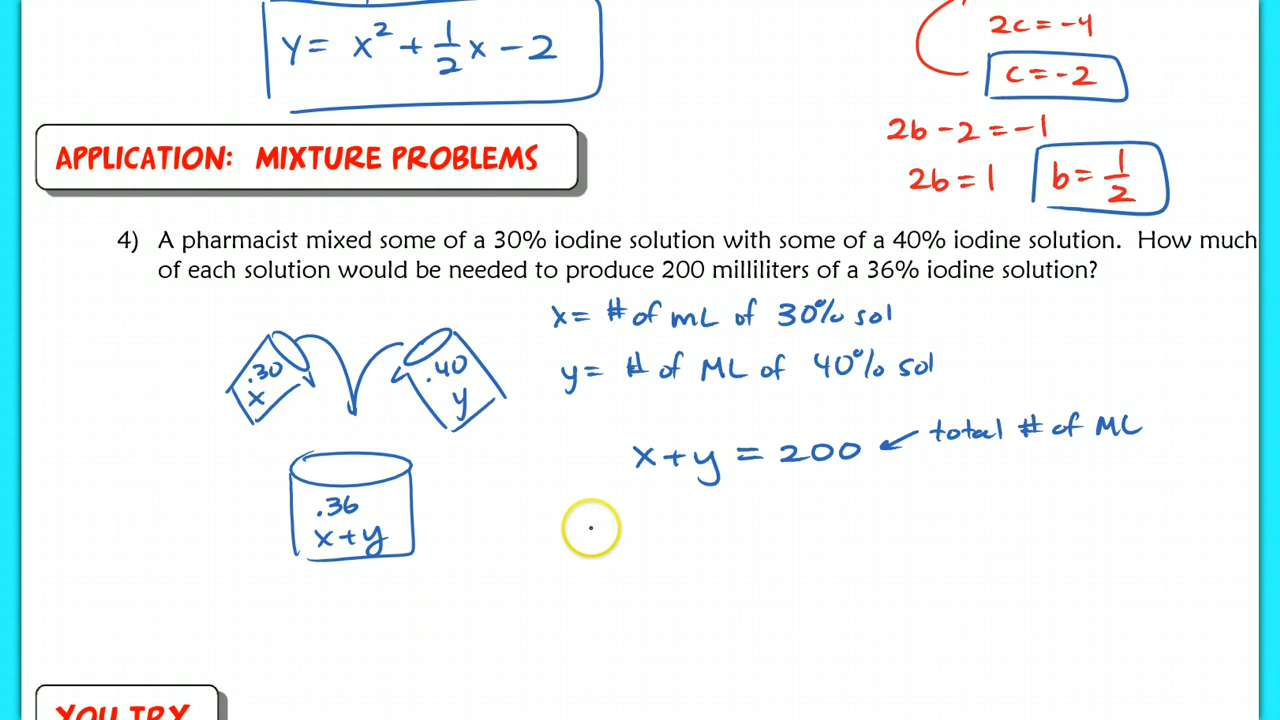 y = x² + 1/2 x - 2
2c = -4
c = -2
2b - 2 = -1
2b = 1
b = 1/2
APPLICATION: MIXTURE PROBLEMS
4) A pharmacist mixed some of a 30% iodine solution with some of a 40% iodine solution. How much
of each solution would be needed to produce 200 milliliters of a 36% iodine solution?
x = # of mL of 30% sol
y = # of ML of 40% sol
.30
x
.40
y
x + y = 200
total # of ML
.36
x + y
YOU TRY